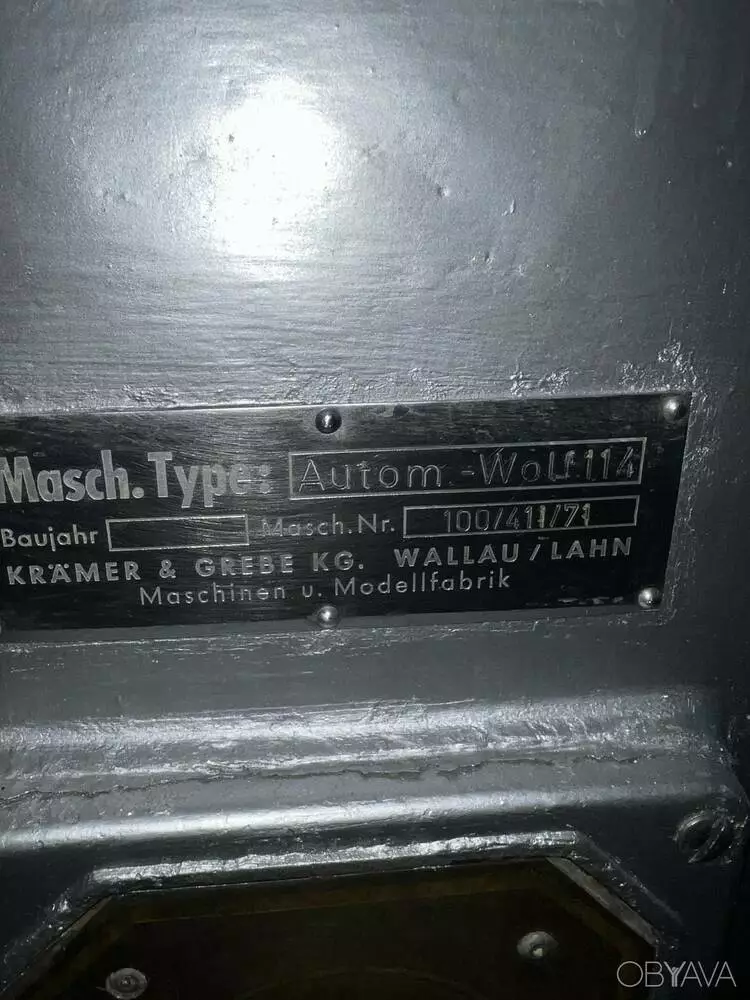 Masch. Type: Autom.-Wolf 114
Baujahr Masch. Nr. 100/411/71
KRÄMER & GREBE KG. WALLAU / LAHN
Maschinen u. Modellfabrik
OBYAVA